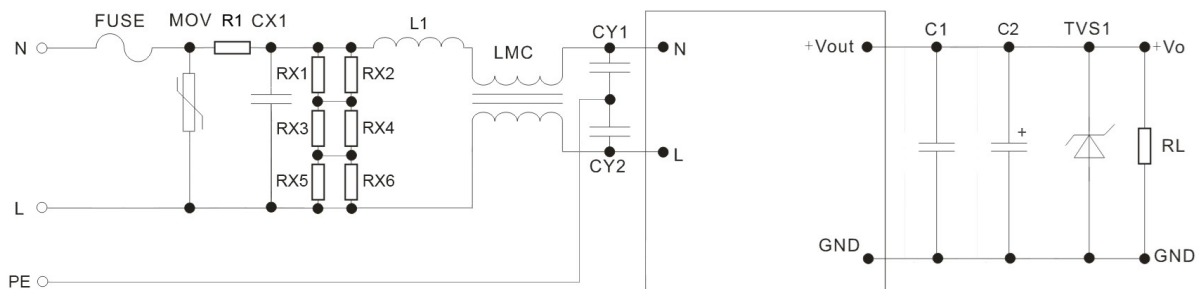 FUSE MOV R1 CX1 L1 LMC CY1 C1 C2 TVS1
N N +Vout +Vo
RX1 RX2
RX3 RX4 + RL
RX5 RX6 CY2 L
L
GND GND
PE